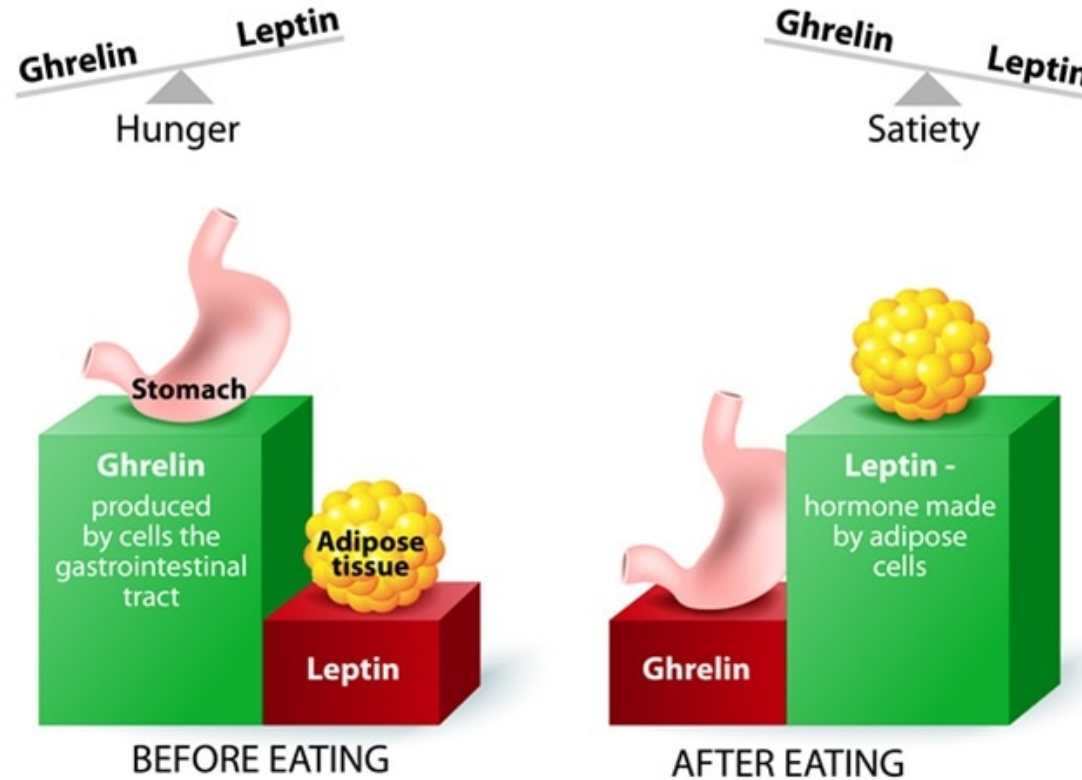 Ghrelin Leptin
Hunger
Ghrelin Leptin
Satiety
Stomach
Ghrelin
produced
by cells the
gastrointestinal
tract
Adipose
tissue
Leptin
BEFORE EATING
Leptin -
hormone made
by adipose
cells
Ghrelin
AFTER EATING